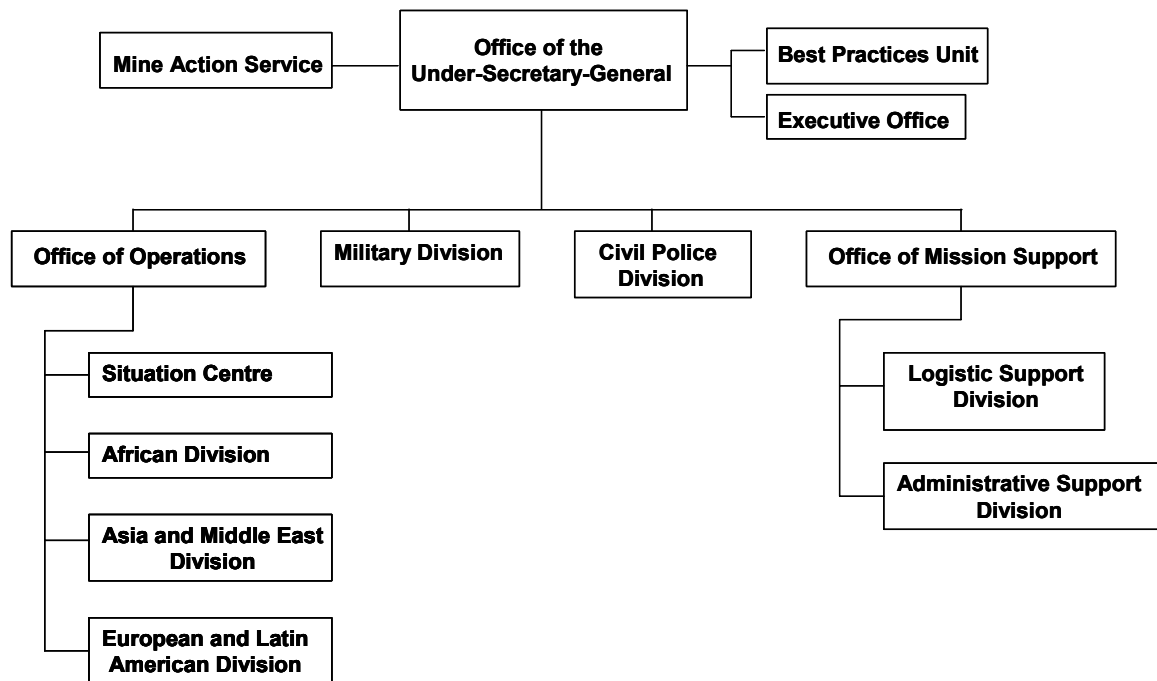 Mine Action Service
Office of the
Under-Secretary-General
Best Practices Unit
Executive Office
Office of Operations
Military Division
Civil Police
Division
Office of Mission Support
Situation Centre
African Division
Asia and Middle East
Division
European and Latin
American Division
Logistic Support
Division
Administrative Support
Division